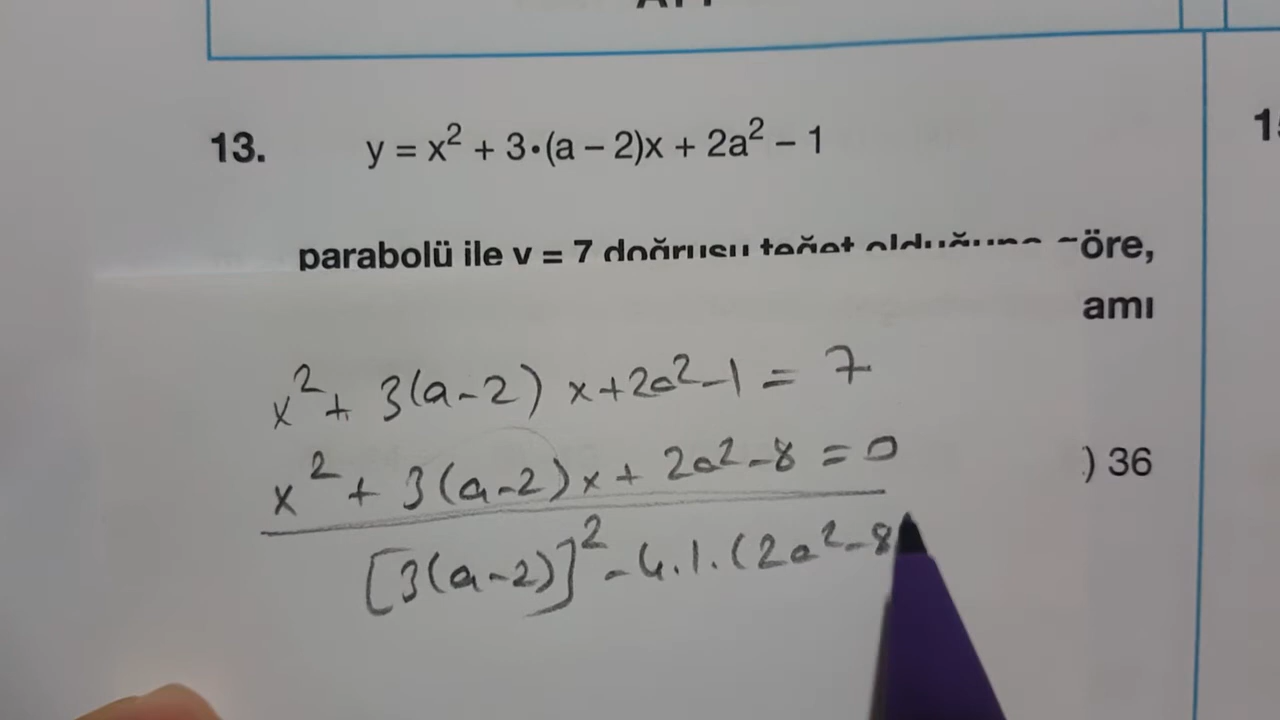 13. y = x² + 3·(a – 2)x + 2a² – 1
parabolü ile y = 7 doğrusu teğet olduğuna göre,
amı
x² + 3(a-2) x + 2a² - 1 = 7
x² + 3(a-2)x + 2a² - 8 = 0
) 36
[3(a-2)]² - 4.1.(2a² - 8